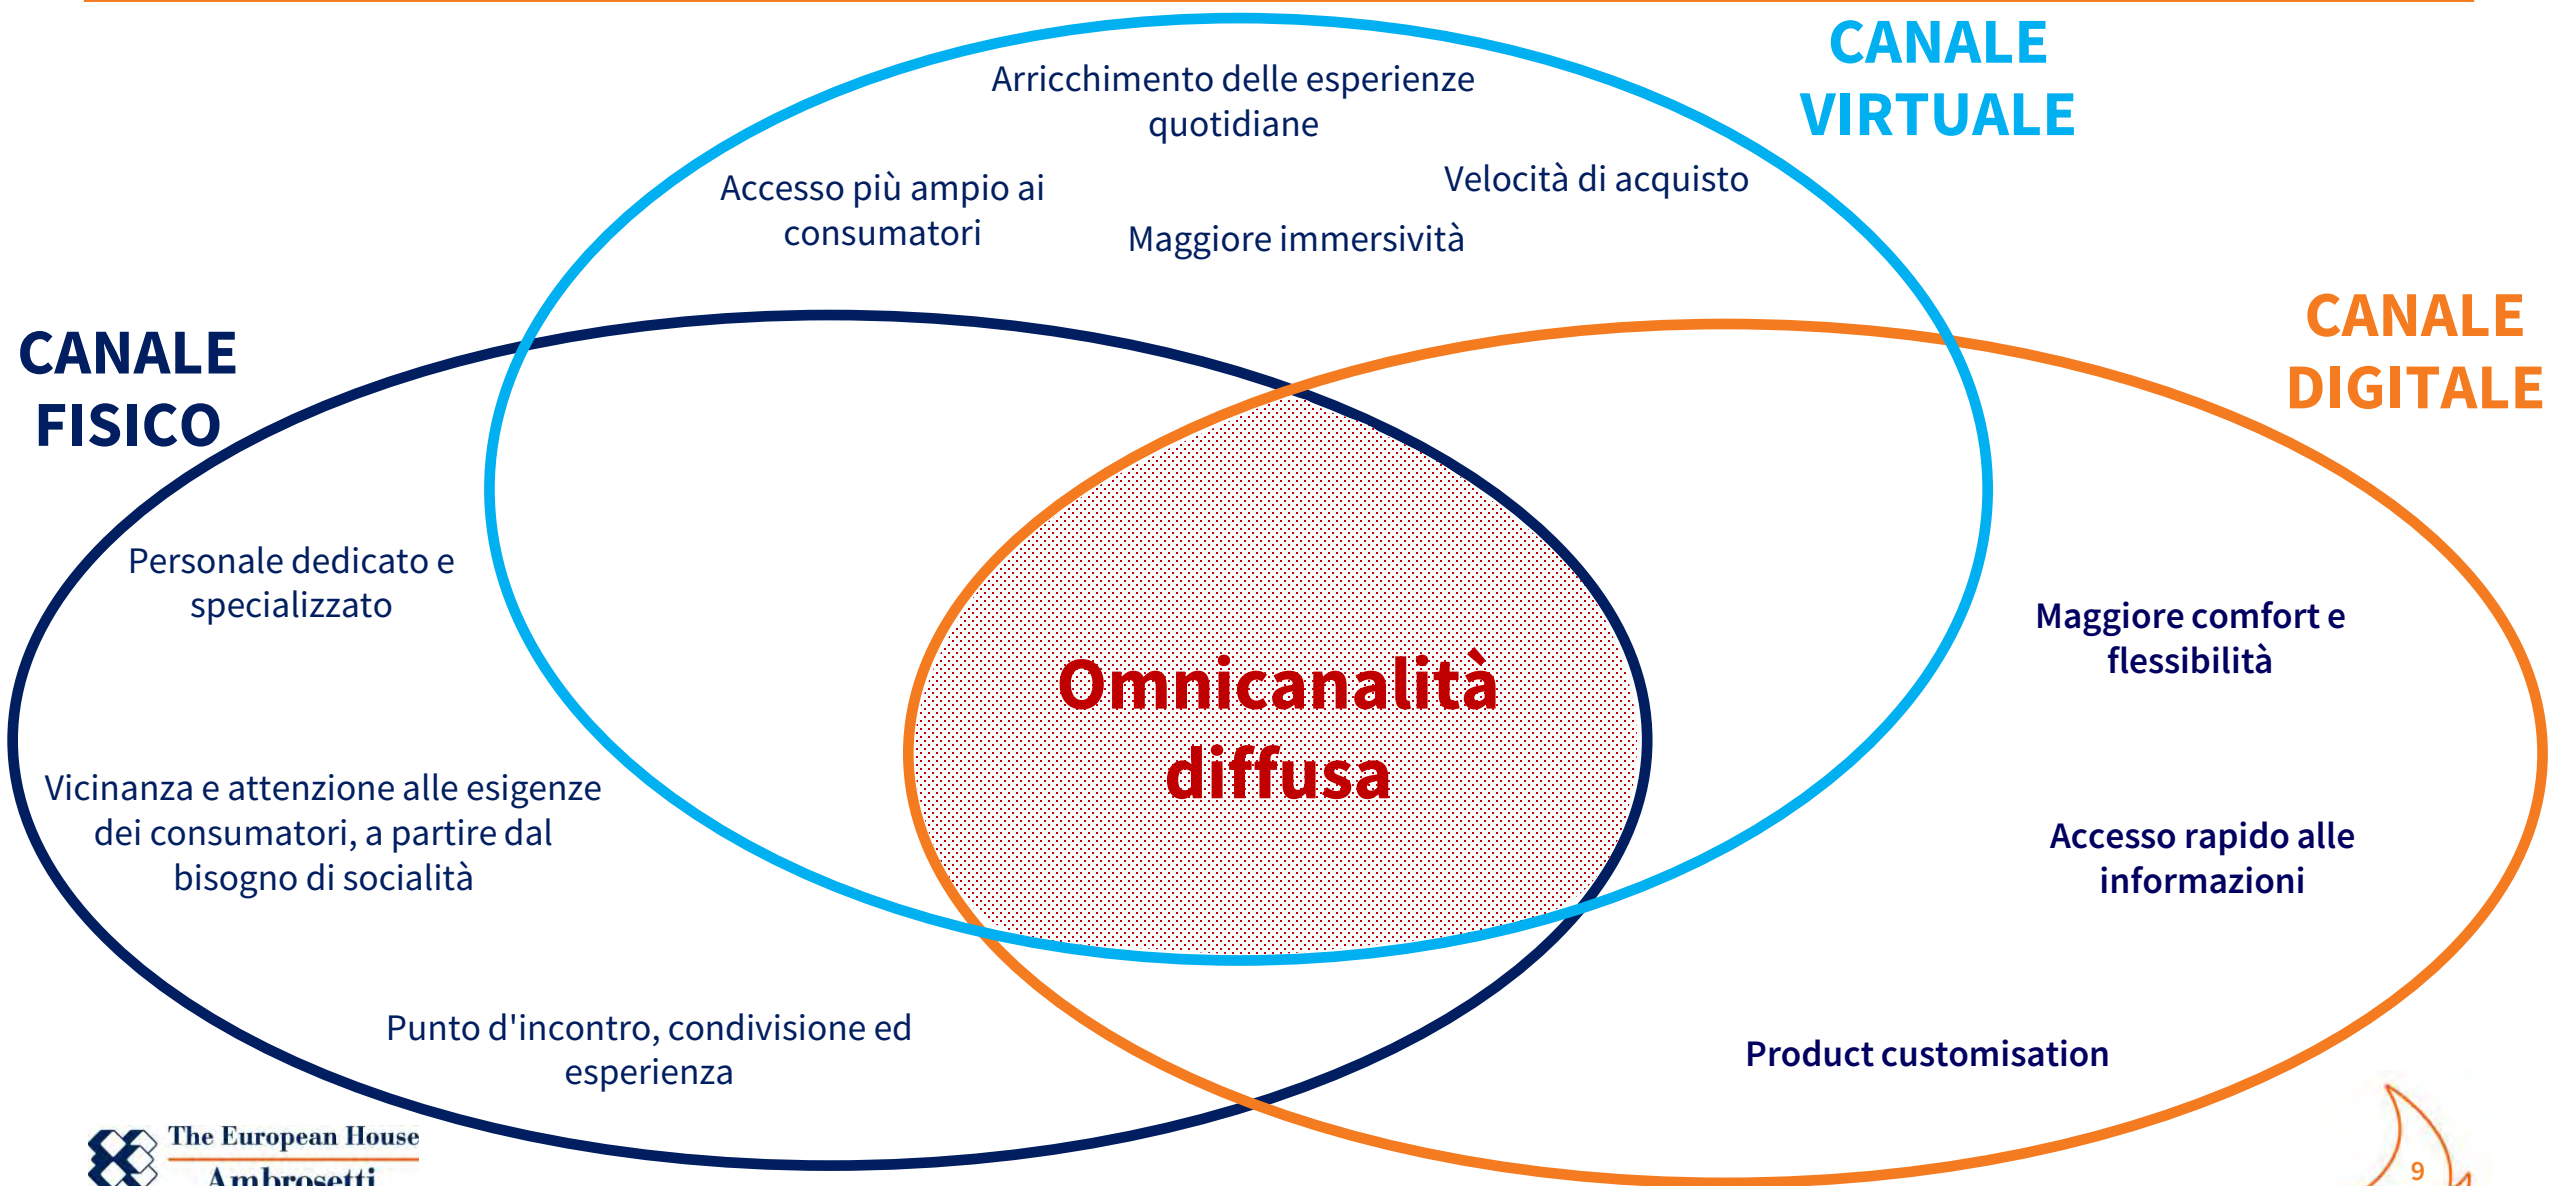 CANALE
VIRTUALE
Arricchimento delle esperienze
quotidiane
Accesso più ampio ai
consumatori
Velocità di acquisto
Maggiore immersività
CANALE
FISICO
CANALE
DIGITALE
Personale dedicato e
specializzato
Vicinanza e attenzione alle esigenze
dei consumatori, a partire dal
bisogno di socialità
Punto d'incontro, condivisione ed
esperienza
Omnicanalità
diffusa
Maggiore comfort e
flessibilità
Accesso rapido alle
informazioni
Product customisation
The European House
Ambrosetti
9